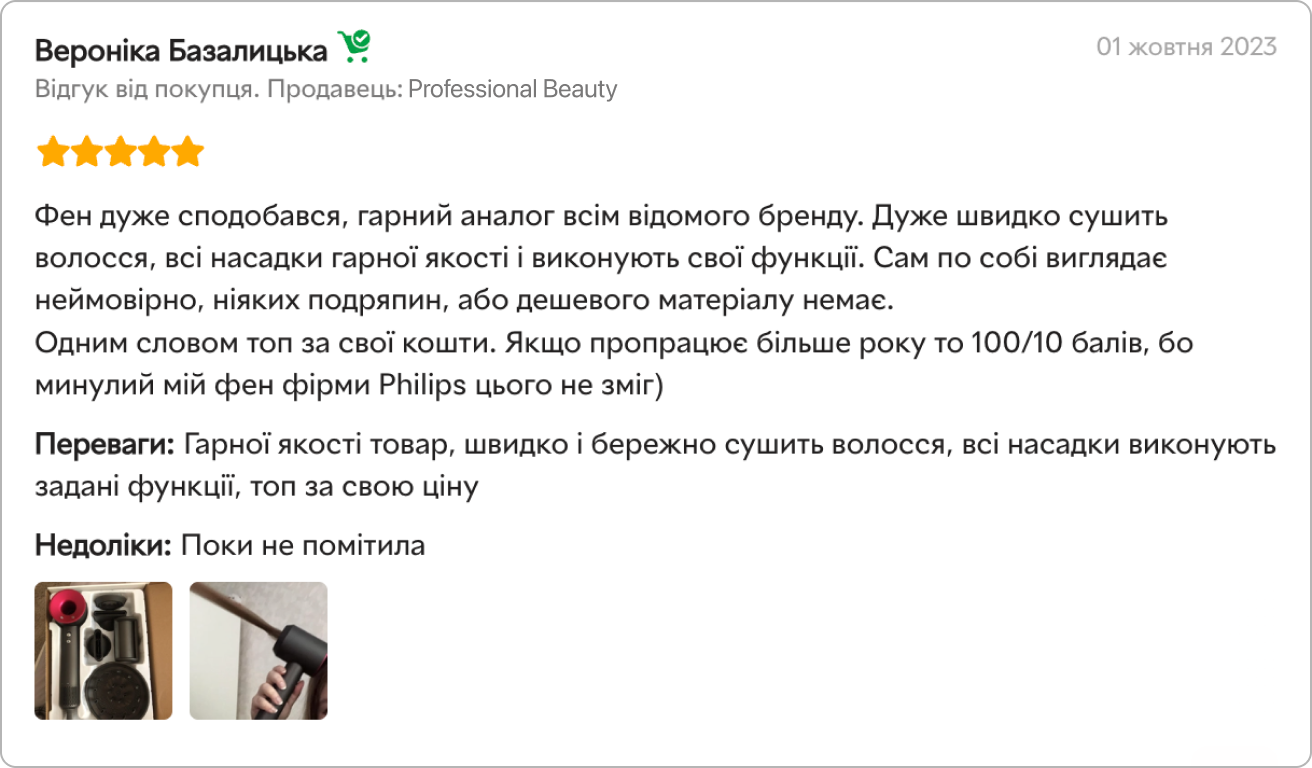 Вероніка Базалицька
01 жовтня 2023
Відгук від покупця. Продавець: Professional Beauty
Фен дуже сподобався, гарний аналог всім відомого бренду. Дуже швидко сушить
волосся, всі насадки гарної якості і виконують свої функції. Сам по собі виглядає
неймовірно, ніяких подряпин, або дешевого матеріалу немає.
Одним словом топ за свої кошти. Якщо пропрацює більше року то 100/10 балів, бо
минулий мій фен фірми Philips цього не зміг)
Переваги: Гарної якості товар, швидко і бережно сушить волосся, всі насадки виконують
задані функції, топ за свою ціну
Недоліки: Поки не помітила